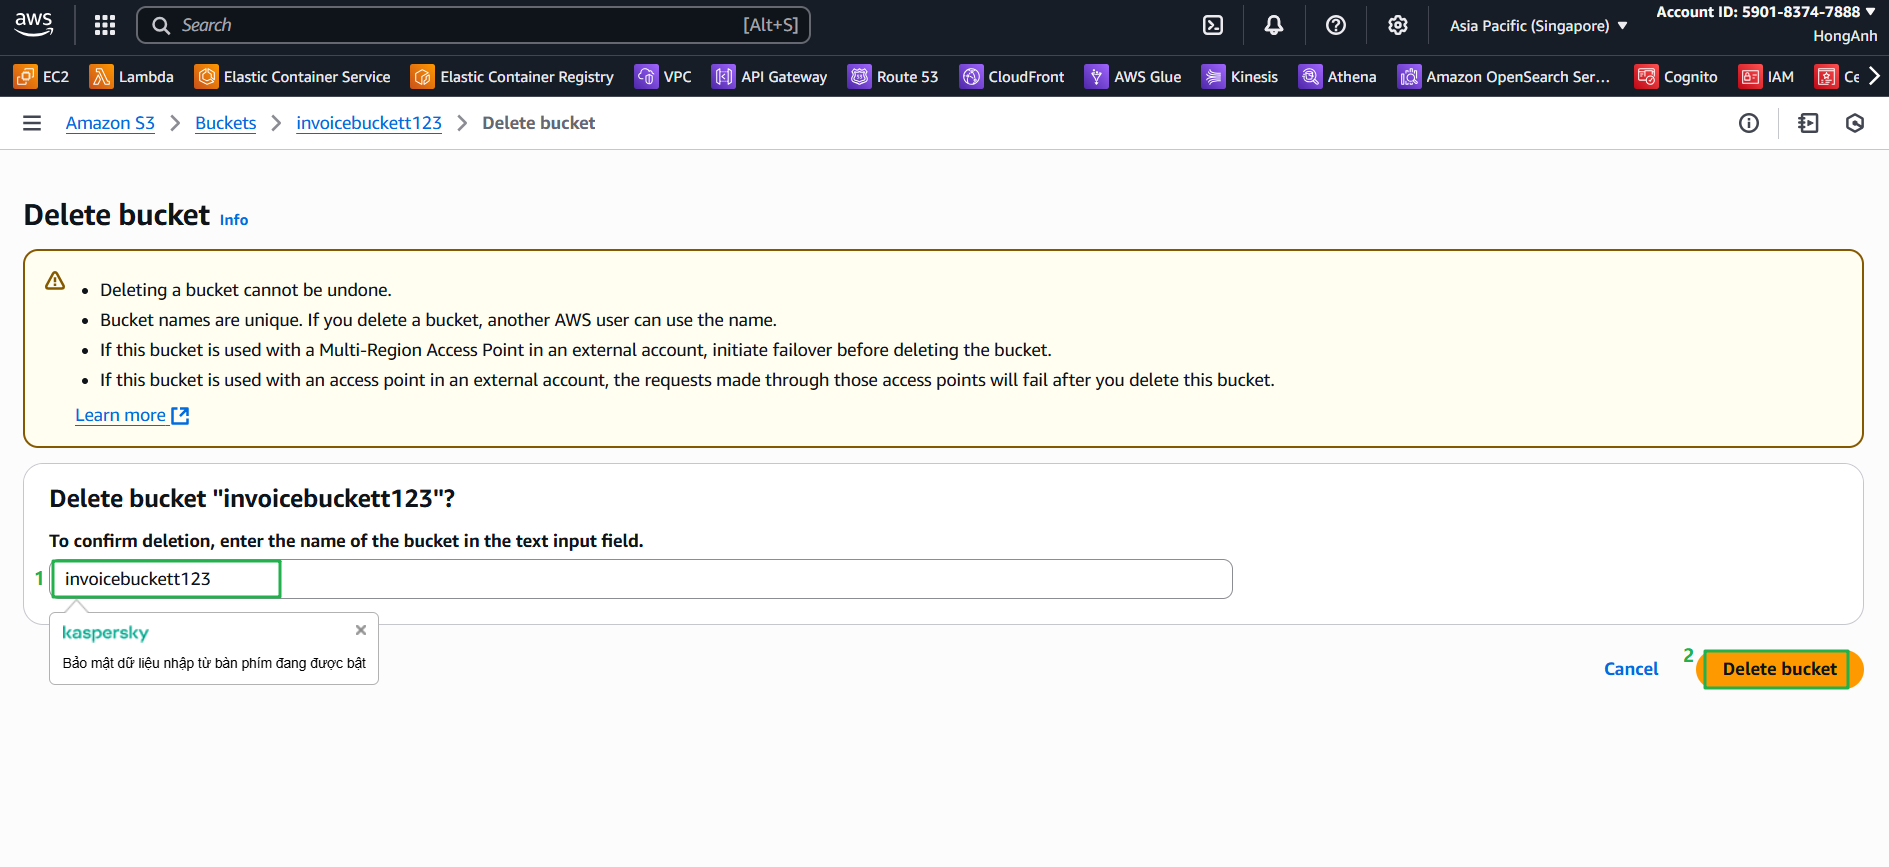 aws
Search
[Alt+S]
Asia Pacific (Singapore)
Account ID: 5901-8374-7888
HongAnh
EC2
Lambda
Elastic Container Service
Elastic Container Registry
VPC
API Gateway
Route 53
CloudFront
AWS Glue
Kinesis
Athena
Amazon OpenSearch Ser...
Cognito
IAM
Ce
Amazon S3
Buckets
invoicebuckett123
Delete bucket
Delete bucket Info
Deleting a bucket cannot be undone.
Bucket names are unique. If you delete a bucket, another AWS user can use the name.
If this bucket is used with a Multi-Region Access Point in an external account, initiate failover before deleting the bucket.
If this bucket is used with an access point in an external account, the requests made through those access points will fail after you delete this bucket.
Learn more
Delete bucket "invoicebuckett123"?
To confirm deletion, enter the name of the bucket in the text input field.
1 invoicebuckett123
kaspersky
Bảo mật dữ liệu nhập từ bàn phím đang được bật
Cancel
2 Delete bucket